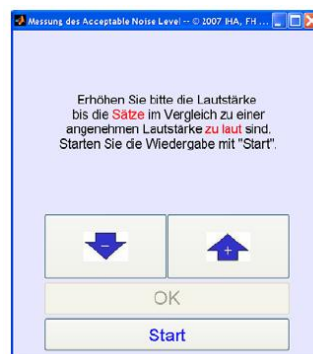 Messung des Acceptable Noise Level -- © 2007 IHA, FH ...
Erhöhen Sie bitte die Lautstärke
bis die Sätze im Vergleich zu einer
angenehmen Lautstärke zu laut sind.
Starten Sie die Wiedergabe mit "Start".
-
+
OK
Start